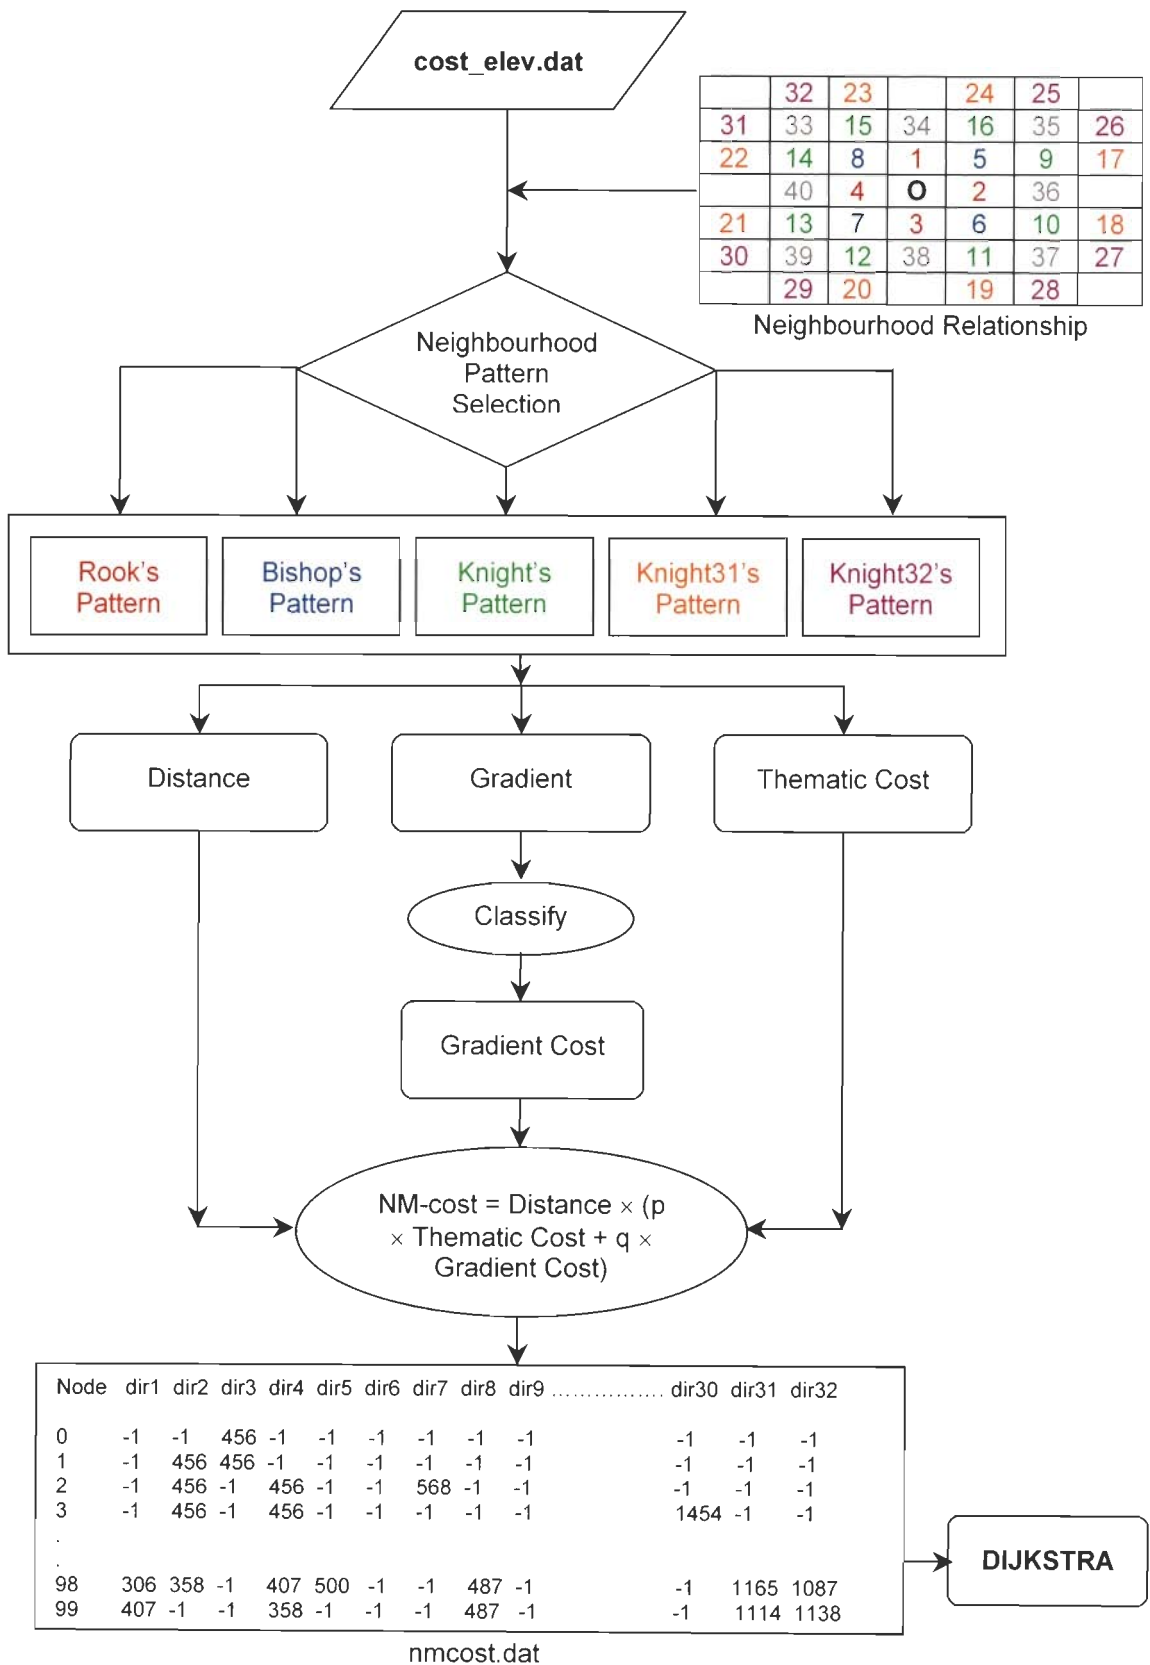 cost_elev.dat
32 23 24 25
31 33 15 34 16 35 26
22 14 8 1 5 9 17
40 4 O 2 36
21 13 7 3 6 10 18
30 39 12 38 11 37 27
29 20 19 28
Neighbourhood Relationship
Neighbourhood
Pattern
Selection
Rook's
Pattern
Bishop's
Pattern
Knight's
Pattern
Knight31's
Pattern
Knight32's
Pattern
Distance
Gradient
Thematic Cost
Classify
Gradient Cost
NM-cost = Distance × (p
× Thematic Cost + q ×
Gradient Cost)
Node dir1 dir2 dir3 dir4 dir5 dir6 dir7 dir8 dir9 ................ dir30 dir31 dir32
0 -1 -1 456 -1 -1 -1 -1 -1 -1 -1 -1 -1
1 -1 456 456 -1 -1 -1 -1 -1 -1 -1 -1 -1
2 -1 456 -1 456 -1 -1 568 -1 -1 -1 -1 -1
3 -1 456 -1 456 -1 -1 -1 -1 -1 1454 -1 -1
.
.
98 306 358 -1 407 500 -1 -1 487 -1 -1 1165 1087
99 407 -1 -1 358 -1 -1 -1 487 -1 -1 1114 1138
nmcost.dat
DIJKSTRA